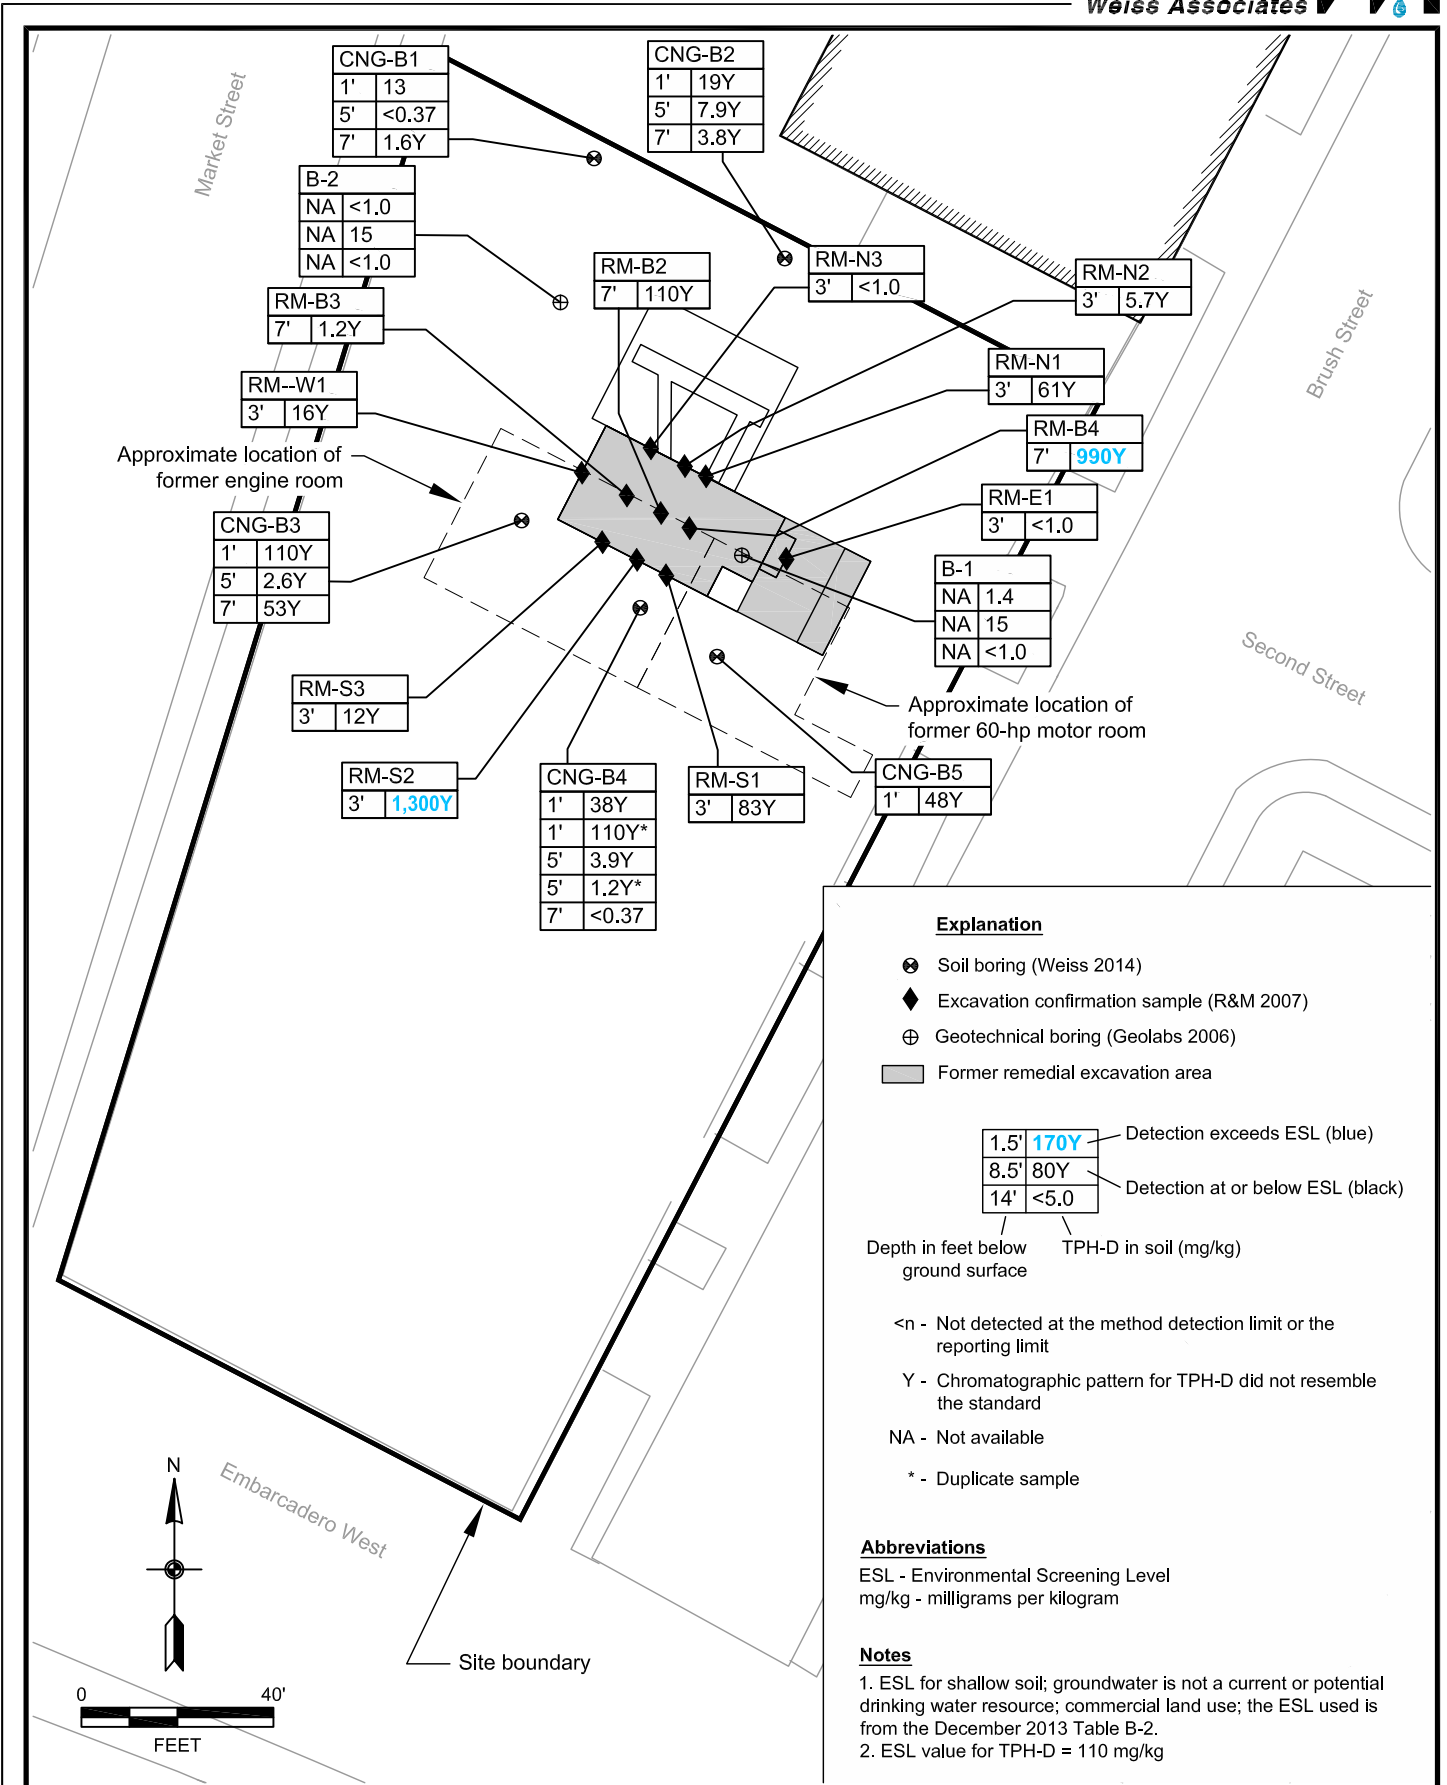 Weiss Associates
CNG-B1
1' 13
5' <0.37
7' 1.6Y
CNG-B2
1' 19Y
5' 7.9Y
7' 3.8Y
Market Street
B-2
NA <1.0
NA 15
NA <1.0
RM-B2
7' 110Y
RM-N3
3' <1.0
RM-N2
3' 5.7Y
RM-B3
7' 1.2Y
Brush Street
RM-N1
3' 61Y
RM--W1
3' 16Y
RM-B4
7' 990Y
Approximate location of
former engine room
RM-E1
3' <1.0
CNG-B3
1' 110Y
5' 2.6Y
7' 53Y
B-1
NA 1.4
NA 15
NA <1.0
Second Street
RM-S3
3' 12Y
Approximate location of
former 60-hp motor room
RM-S2
3' 1,300Y
CNG-B4
1' 38Y
1' 110Y*
5' 3.9Y
5' 1.2Y*
7' <0.37
RM-S1
3' 83Y
CNG-B5
1' 48Y
Explanation
Soil boring (Weiss 2014)
Excavation confirmation sample (R&M 2007)
Geotechnical boring (Geolabs 2006)
Former remedial excavation area
1.5' 170Y
8.5' 80Y
14' <5.0
Detection exceeds ESL (blue)
Detection at or below ESL (black)
Depth in feet below
ground surface
TPH-D in soil (mg/kg)
<n - Not detected at the method detection limit or the
reporting limit
Y - Chromatographic pattern for TPH-D did not resemble
the standard
NA - Not available
* - Duplicate sample
Abbreviations
ESL - Environmental Screening Level
mg/kg - milligrams per kilogram
Notes
1. ESL for shallow soil; groundwater is not a current or potential
drinking water resource; commercial land use; the ESL used is
from the December 2013 Table B-2.
2. ESL value for TPH-D = 110 mg/kg
Embarcadero West
Site boundary
N
0 40'
FEET